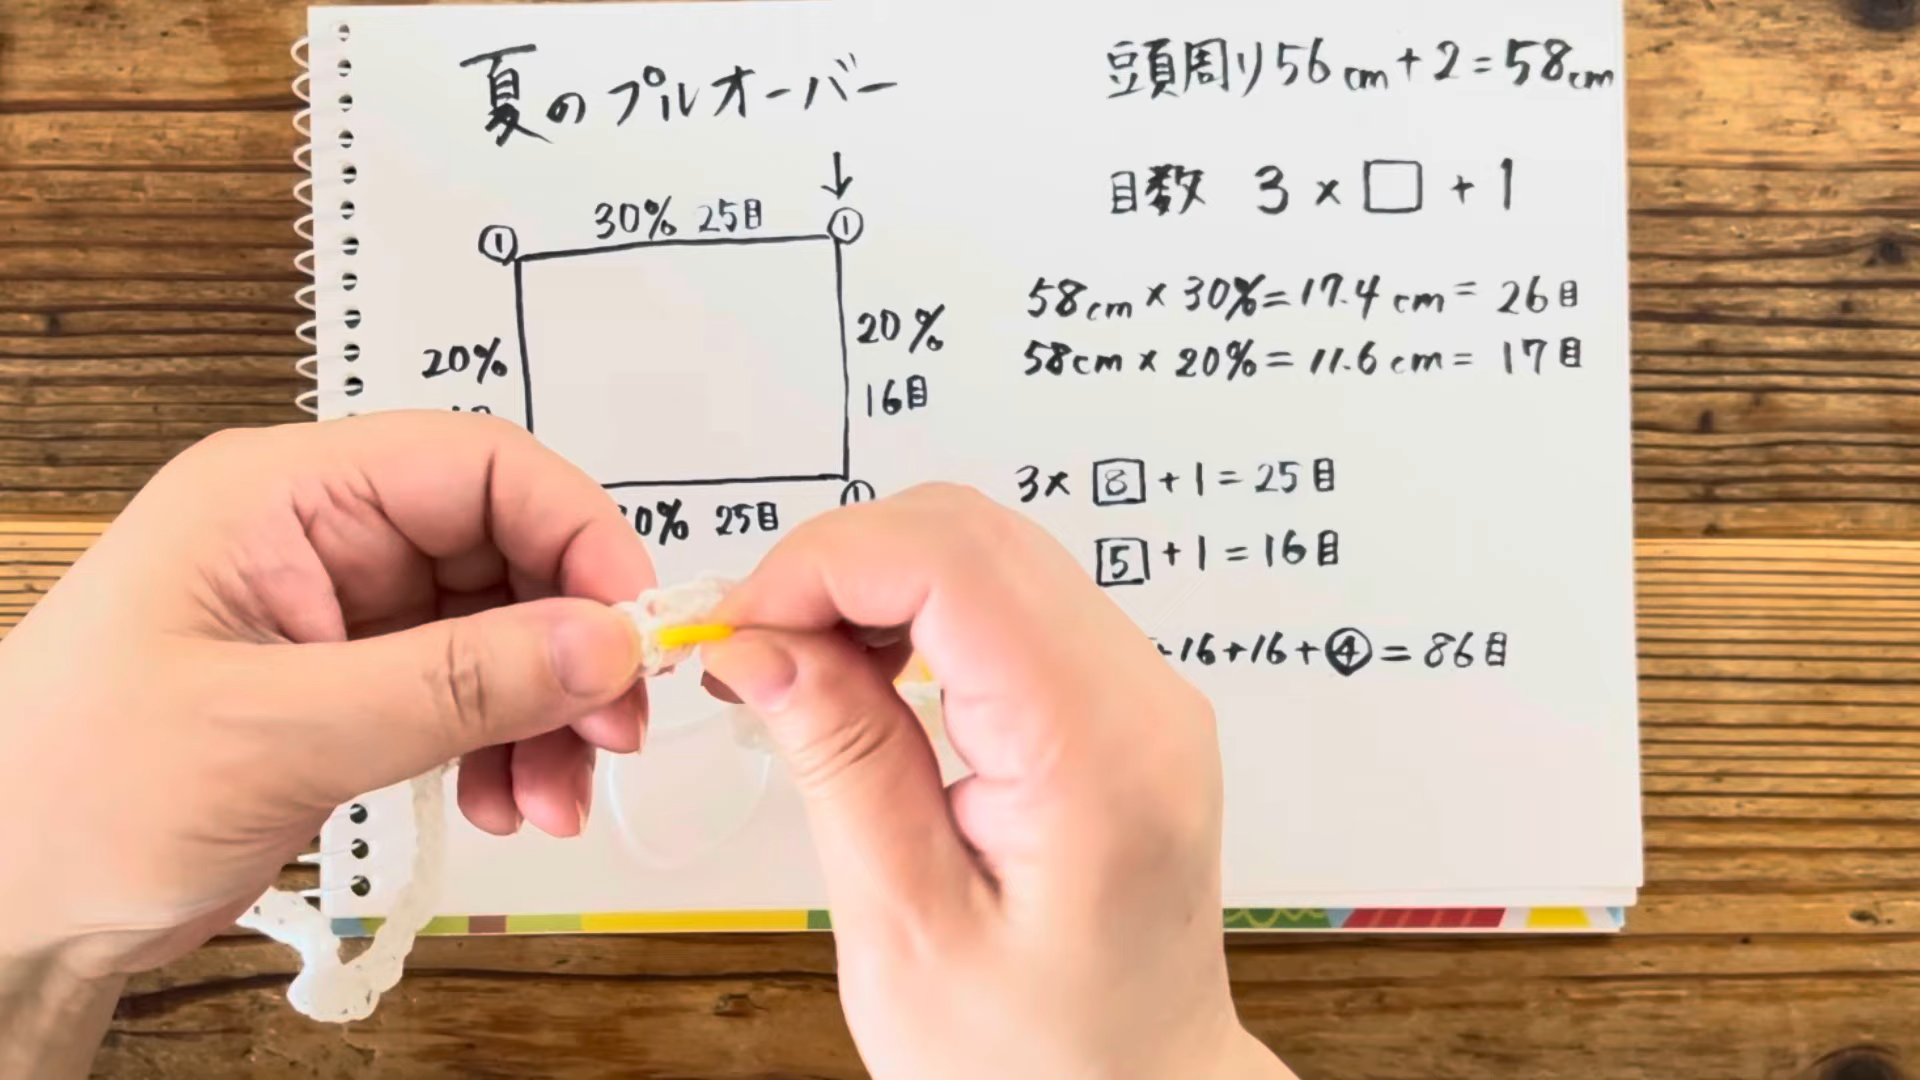 夏のプルオーバー
↓
① 30% 25目 ①
20%
20%
16目
0% 25目
頭周り56cm+2=58cm
目数 3×□+1
58cm×30%=17.4cm=26目
58cm×20%=11.6cm=17目
3×8+1=25目
5+1=16目
16+16+④=86目